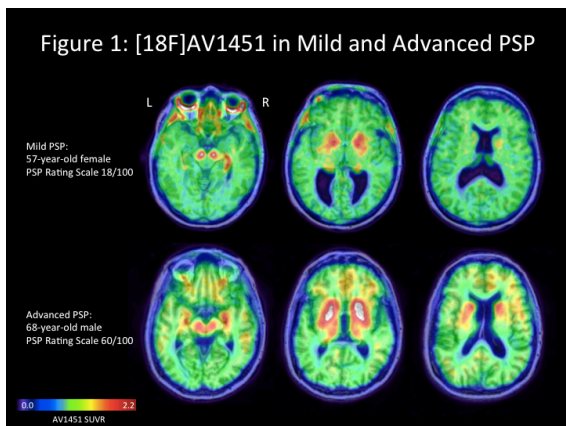 Figure 1: [18F]AV1451 in Mild and Advanced PSP
L
R
Mild PSP:
57-year-old female
PSP Rating Scale 18/100
Advanced PSP:
68-year-old male
PSP Rating Scale 60/100
0.0
2.2
AV1451 SUVR